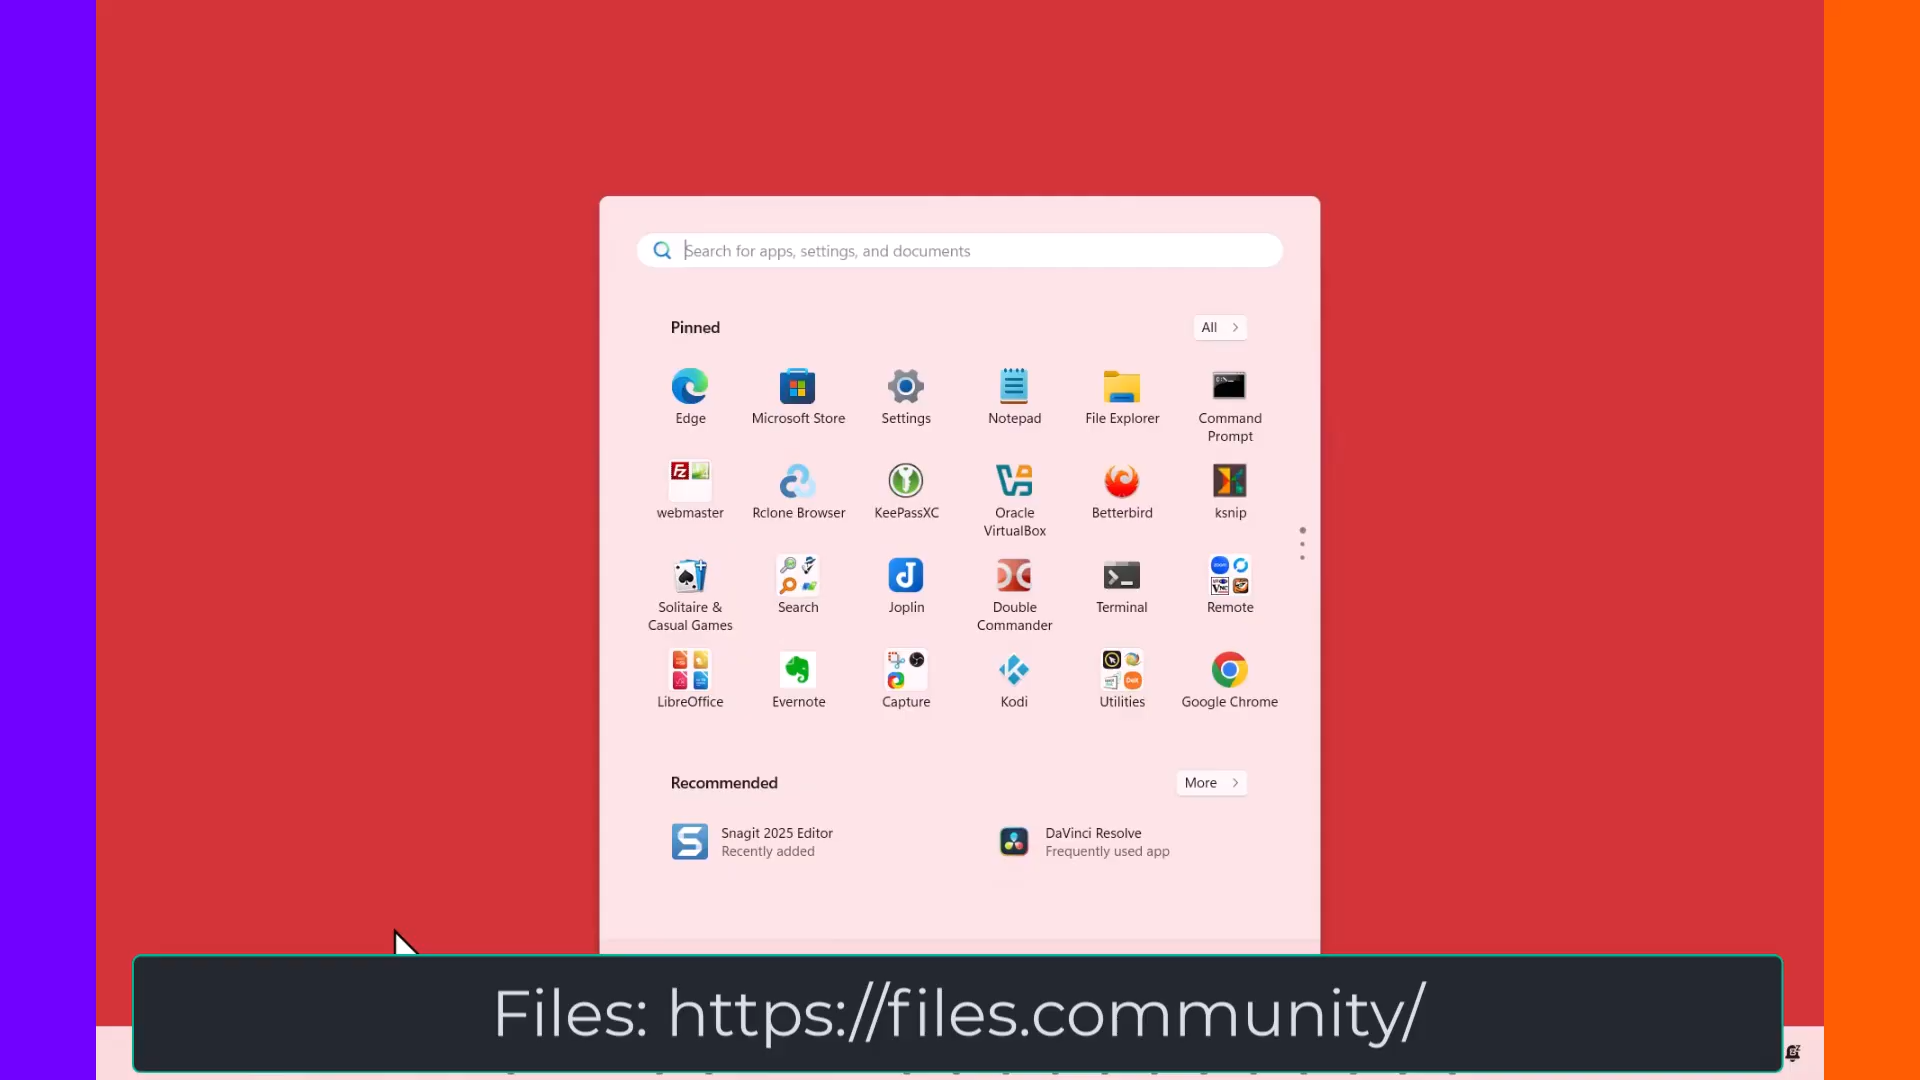 Search for apps, settings, and documents
Pinned
All
Edge
Microsoft Store
Settings
Notepad
File Explorer
Command
Prompt
webmaster
Rclone Browser
KeePassXC
Oracle
VirtualBox
Betterbird
ksnip
Solitaire &
Casual Games
Search
Joplin
Double
Commander
Terminal
Remote
LibreOffice
Evernote
Capture
Kodi
Utilities
Google Chrome
Recommended
More
Snagit 2025 Editor
Recently added
DaVinci Resolve
Frequently used app
Files: https://files.community/